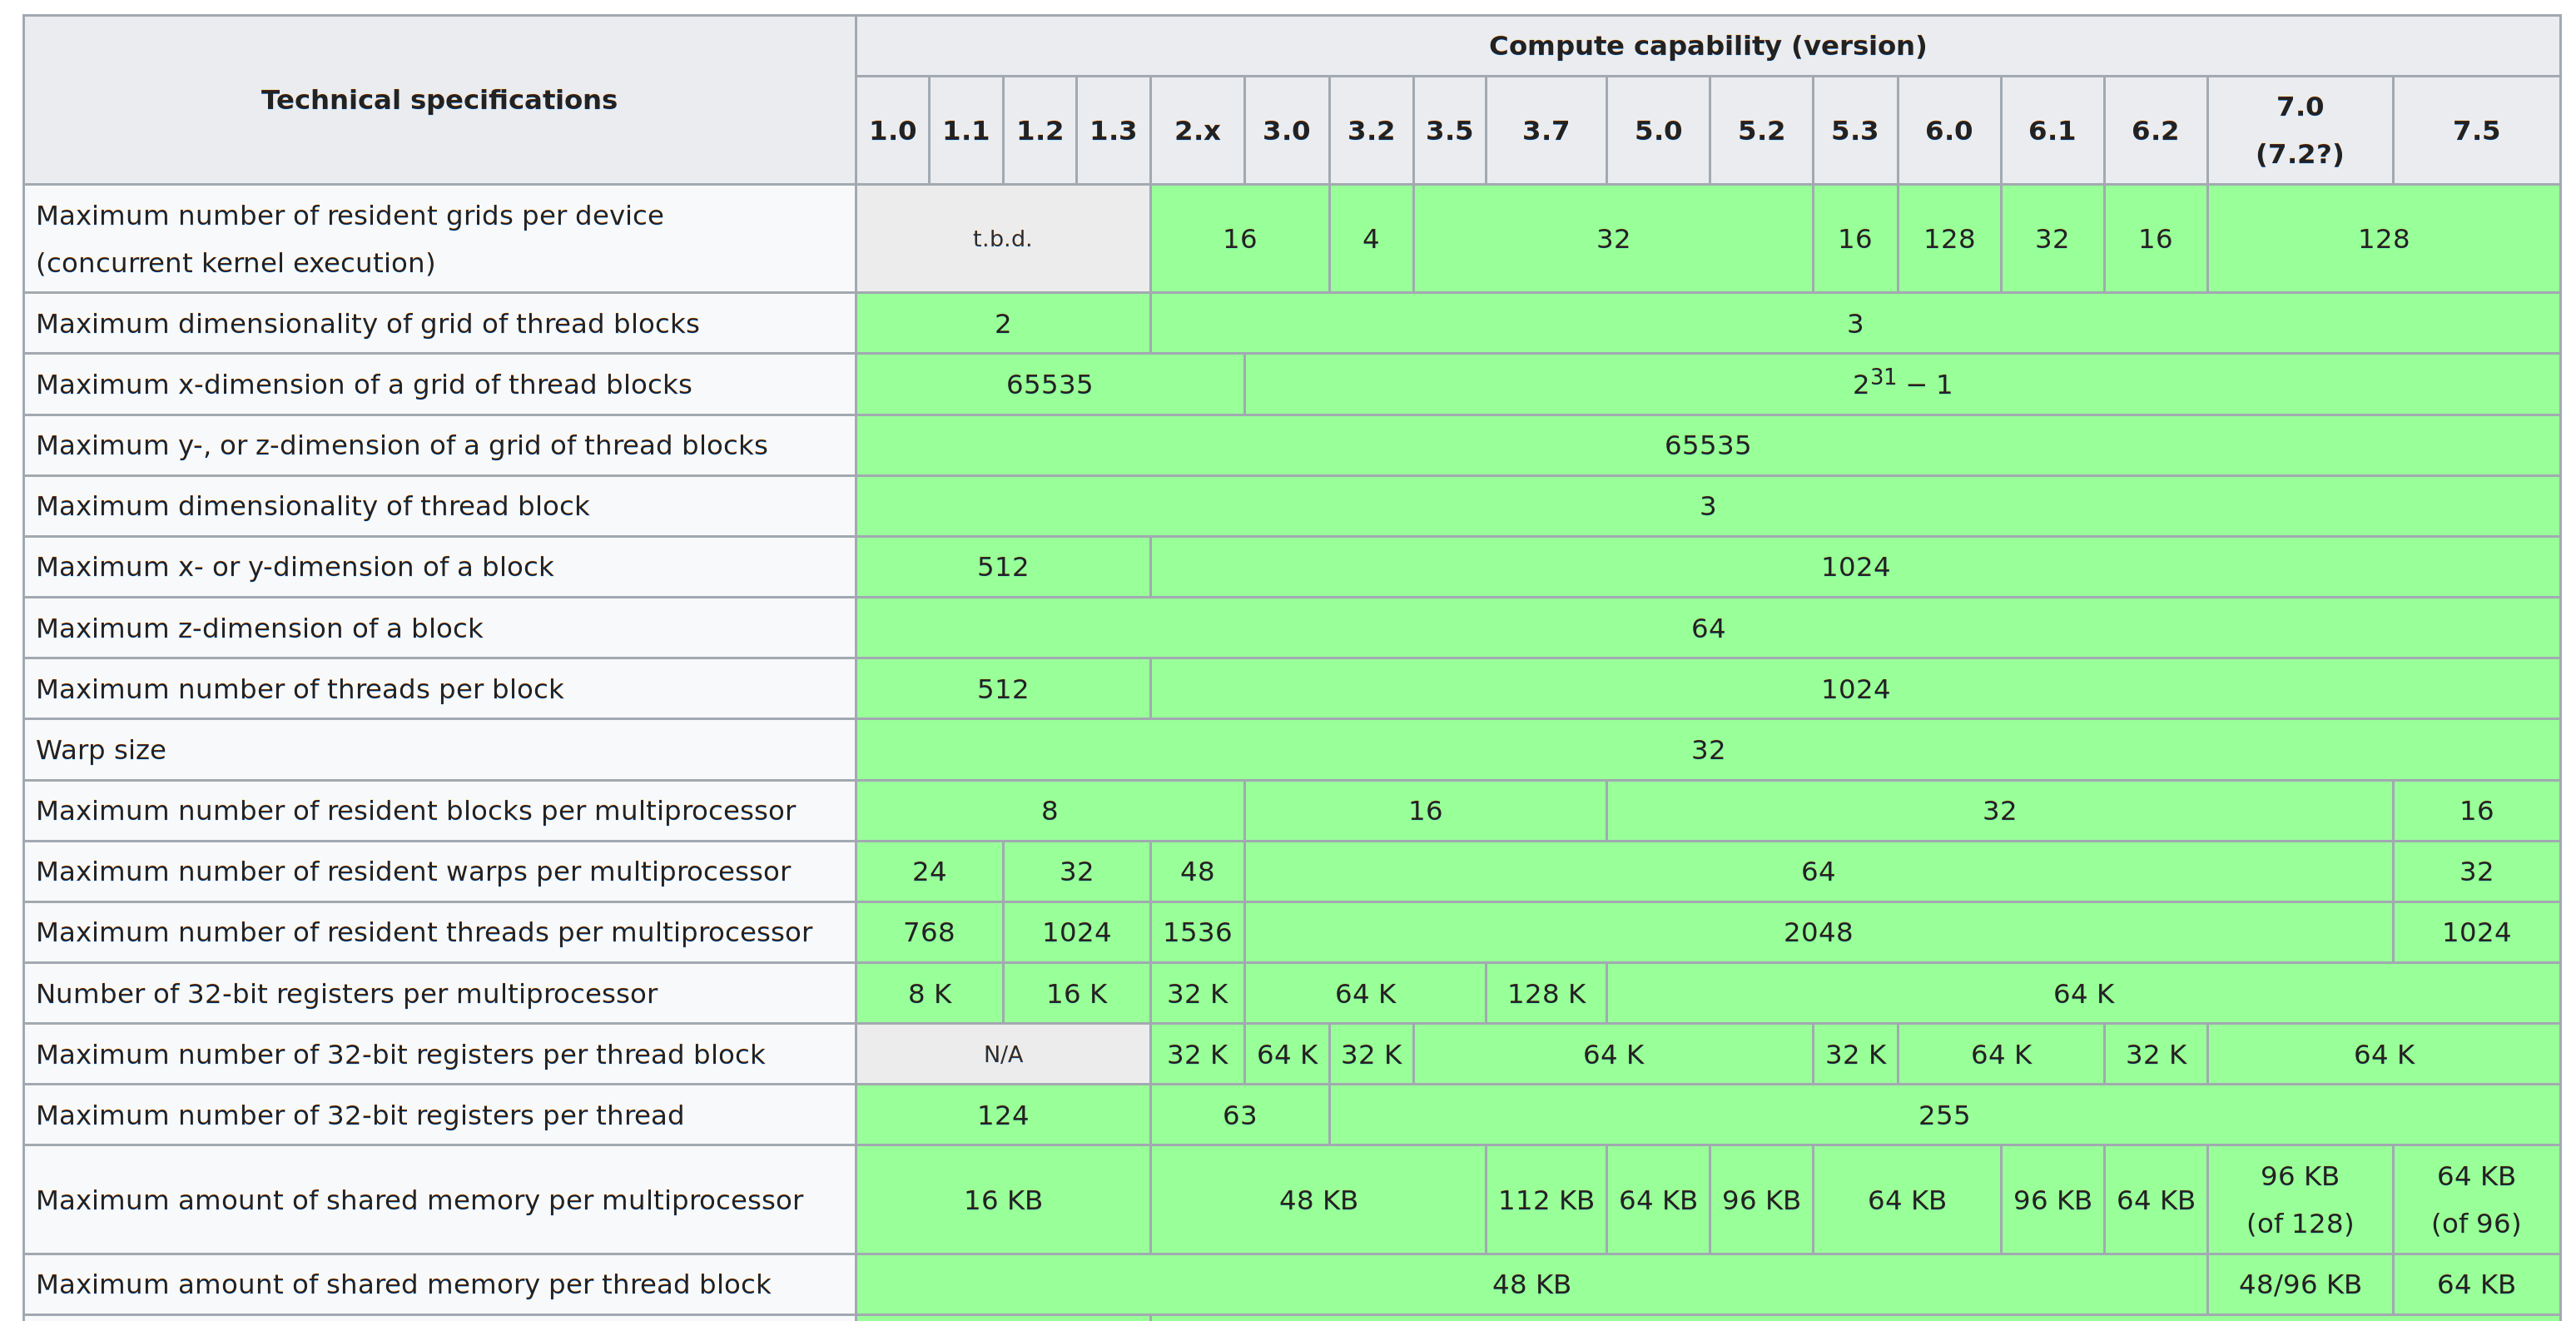 Technical specifications
Compute capability (version)
1.0 1.1 1.2 1.3 2.x 3.0 3.2 3.5 3.7 5.0 5.2 5.3 6.0 6.1 6.2 7.0 (7.2?) 7.5
Maximum number of resident grids per device
(concurrent kernel execution)
t.b.d. 16 4 32 16 128 32 16 128
Maximum dimensionality of grid of thread blocks 2 3
Maximum x-dimension of a grid of thread blocks 65535 2³¹ − 1
Maximum y-, or z-dimension of a grid of thread blocks 65535
Maximum dimensionality of thread block 3
Maximum x- or y-dimension of a block 512 1024
Maximum z-dimension of a block 64
Maximum number of threads per block 512 1024
Warp size 32
Maximum number of resident blocks per multiprocessor 8 16 32 16
Maximum number of resident warps per multiprocessor 24 32 48 64 32
Maximum number of resident threads per multiprocessor 768 1024 1536 2048 1024
Number of 32-bit registers per multiprocessor 8 K 16 K 32 K 64 K 128 K 64 K
Maximum number of 32-bit registers per thread block N/A 32 K 64 K 32 K 64 K 32 K 64 K 32 K 64 K
Maximum number of 32-bit registers per thread 124 63 255
Maximum amount of shared memory per multiprocessor 16 KB 48 KB 112 KB 64 KB 96 KB 64 KB 96 KB 64 KB 96 KB (of 128) 64 KB (of 96)
Maximum amount of shared memory per thread block 48 KB 48/96 KB 64 KB